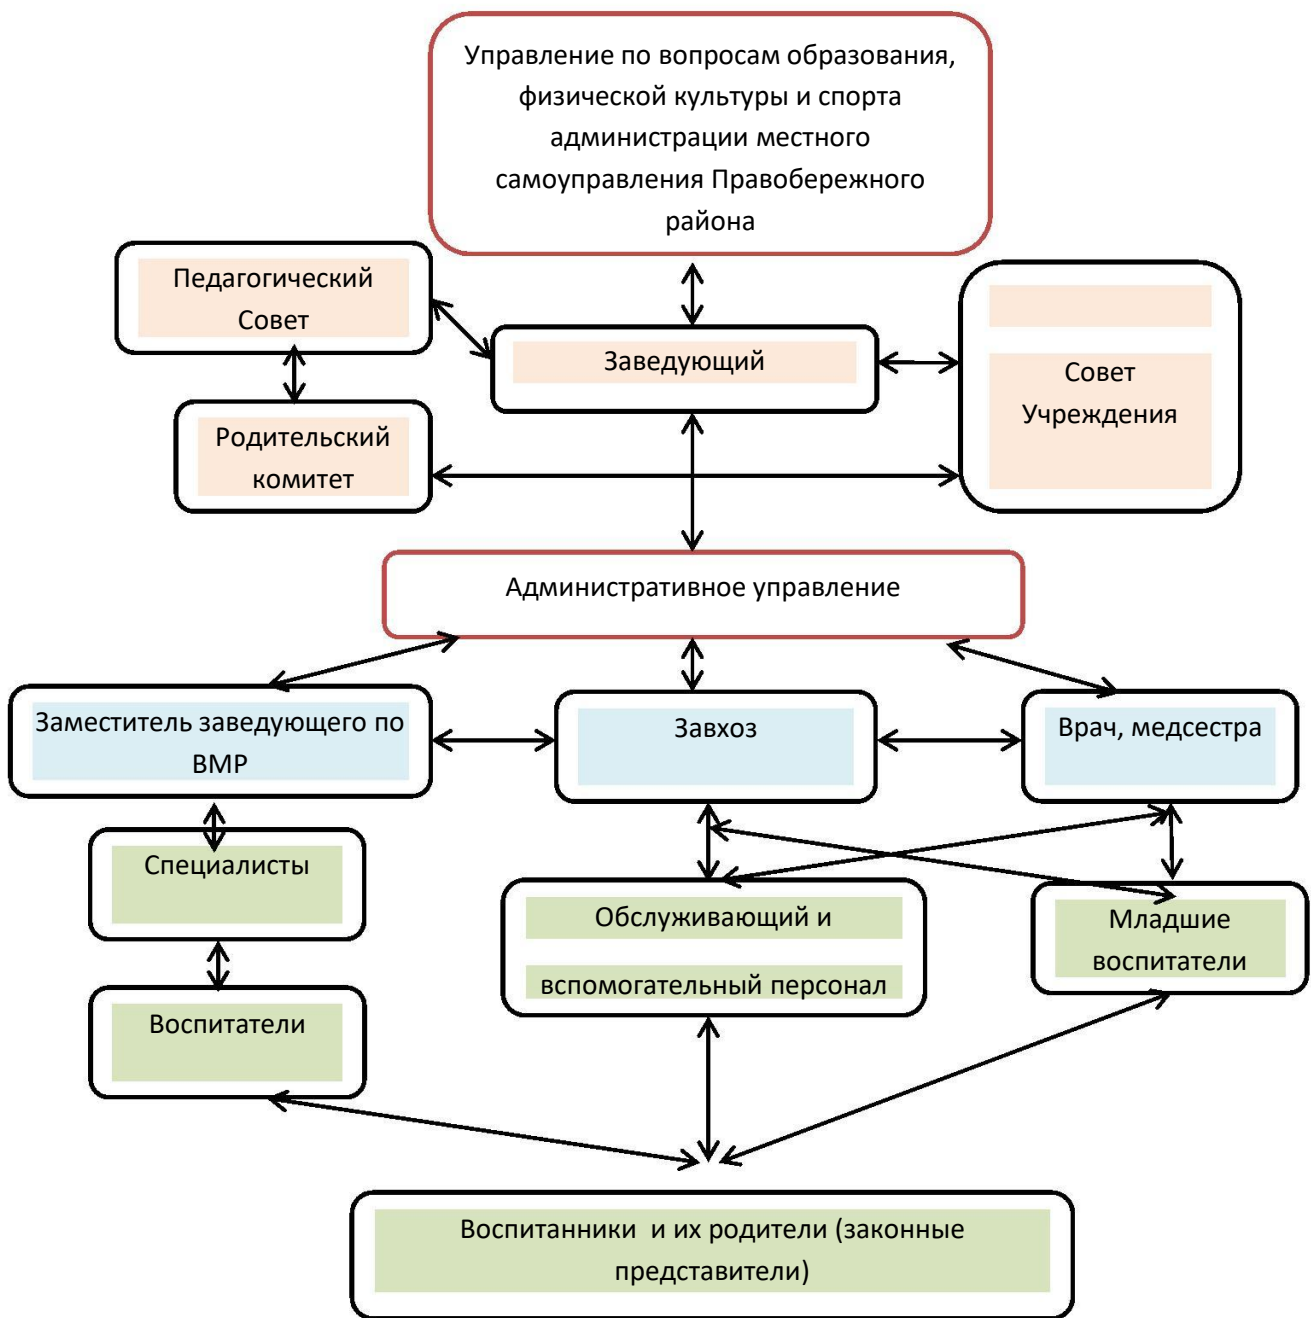 Управление по вопросам образования,
физической культуры и спорта
администрации местного
самоуправления Правобережного
района
Педагогический
Совет
Заведующий
Совет
Учреждения
Родительский
комитет
Административное управление
Заместитель заведующего по
ВМР
Завхоз
Врач, медсестра
Специалисты
Обслуживающий и
вспомогательный персонал
Младшие
воспитатели
Воспитатели
Воспитанники  и их родители (законные
представители)